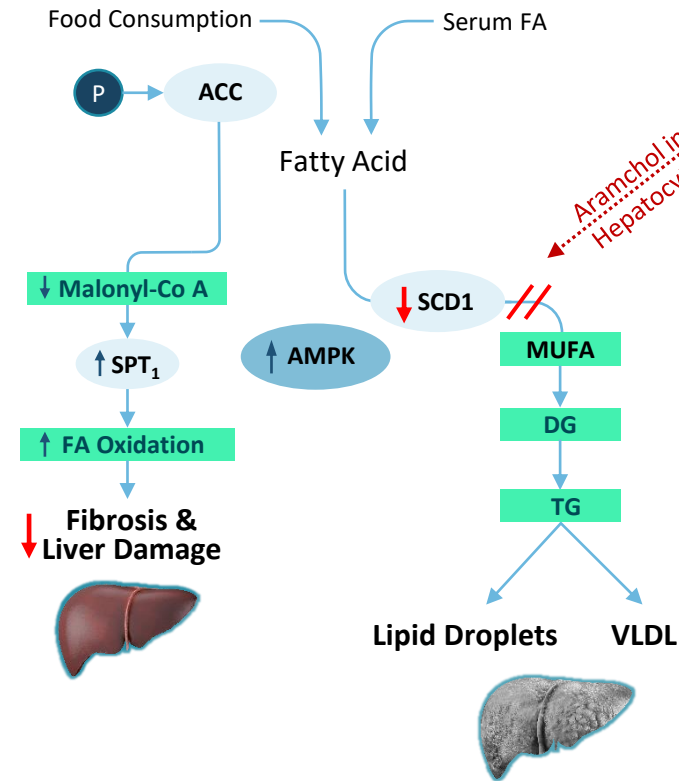 Food Consumption
Serum FA
P
ACC
Fatty Acid
Aramchol in
Malonyl-Co A
SCD1
SPT1
AMPK
MUFA
DG
FA Oxidation
TG
Fibrosis &
Liver Damage
Lipid Droplets
VLDL